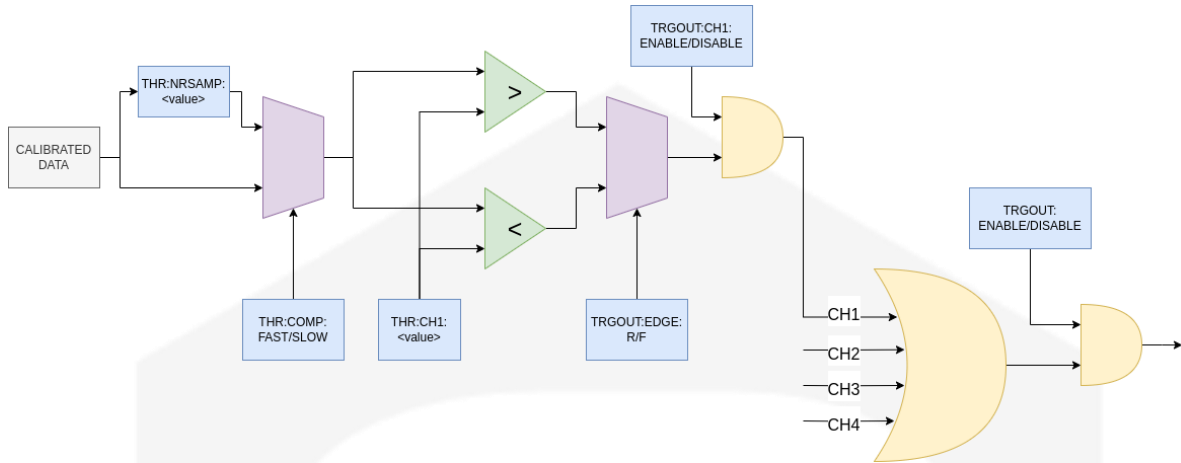 TRGOUT:CH1:
ENABLE/DISABLE
THR:NRSAMP:
<value>
CALIBRATED
DATA
>
<
TRGOUT:
ENABLE/DISABLE
THR:COMP:
FAST/SLOW
THR:CH1:
<value>
TRGOUT:EDGE:
R/F
CH1
CH2
CH3
CH4